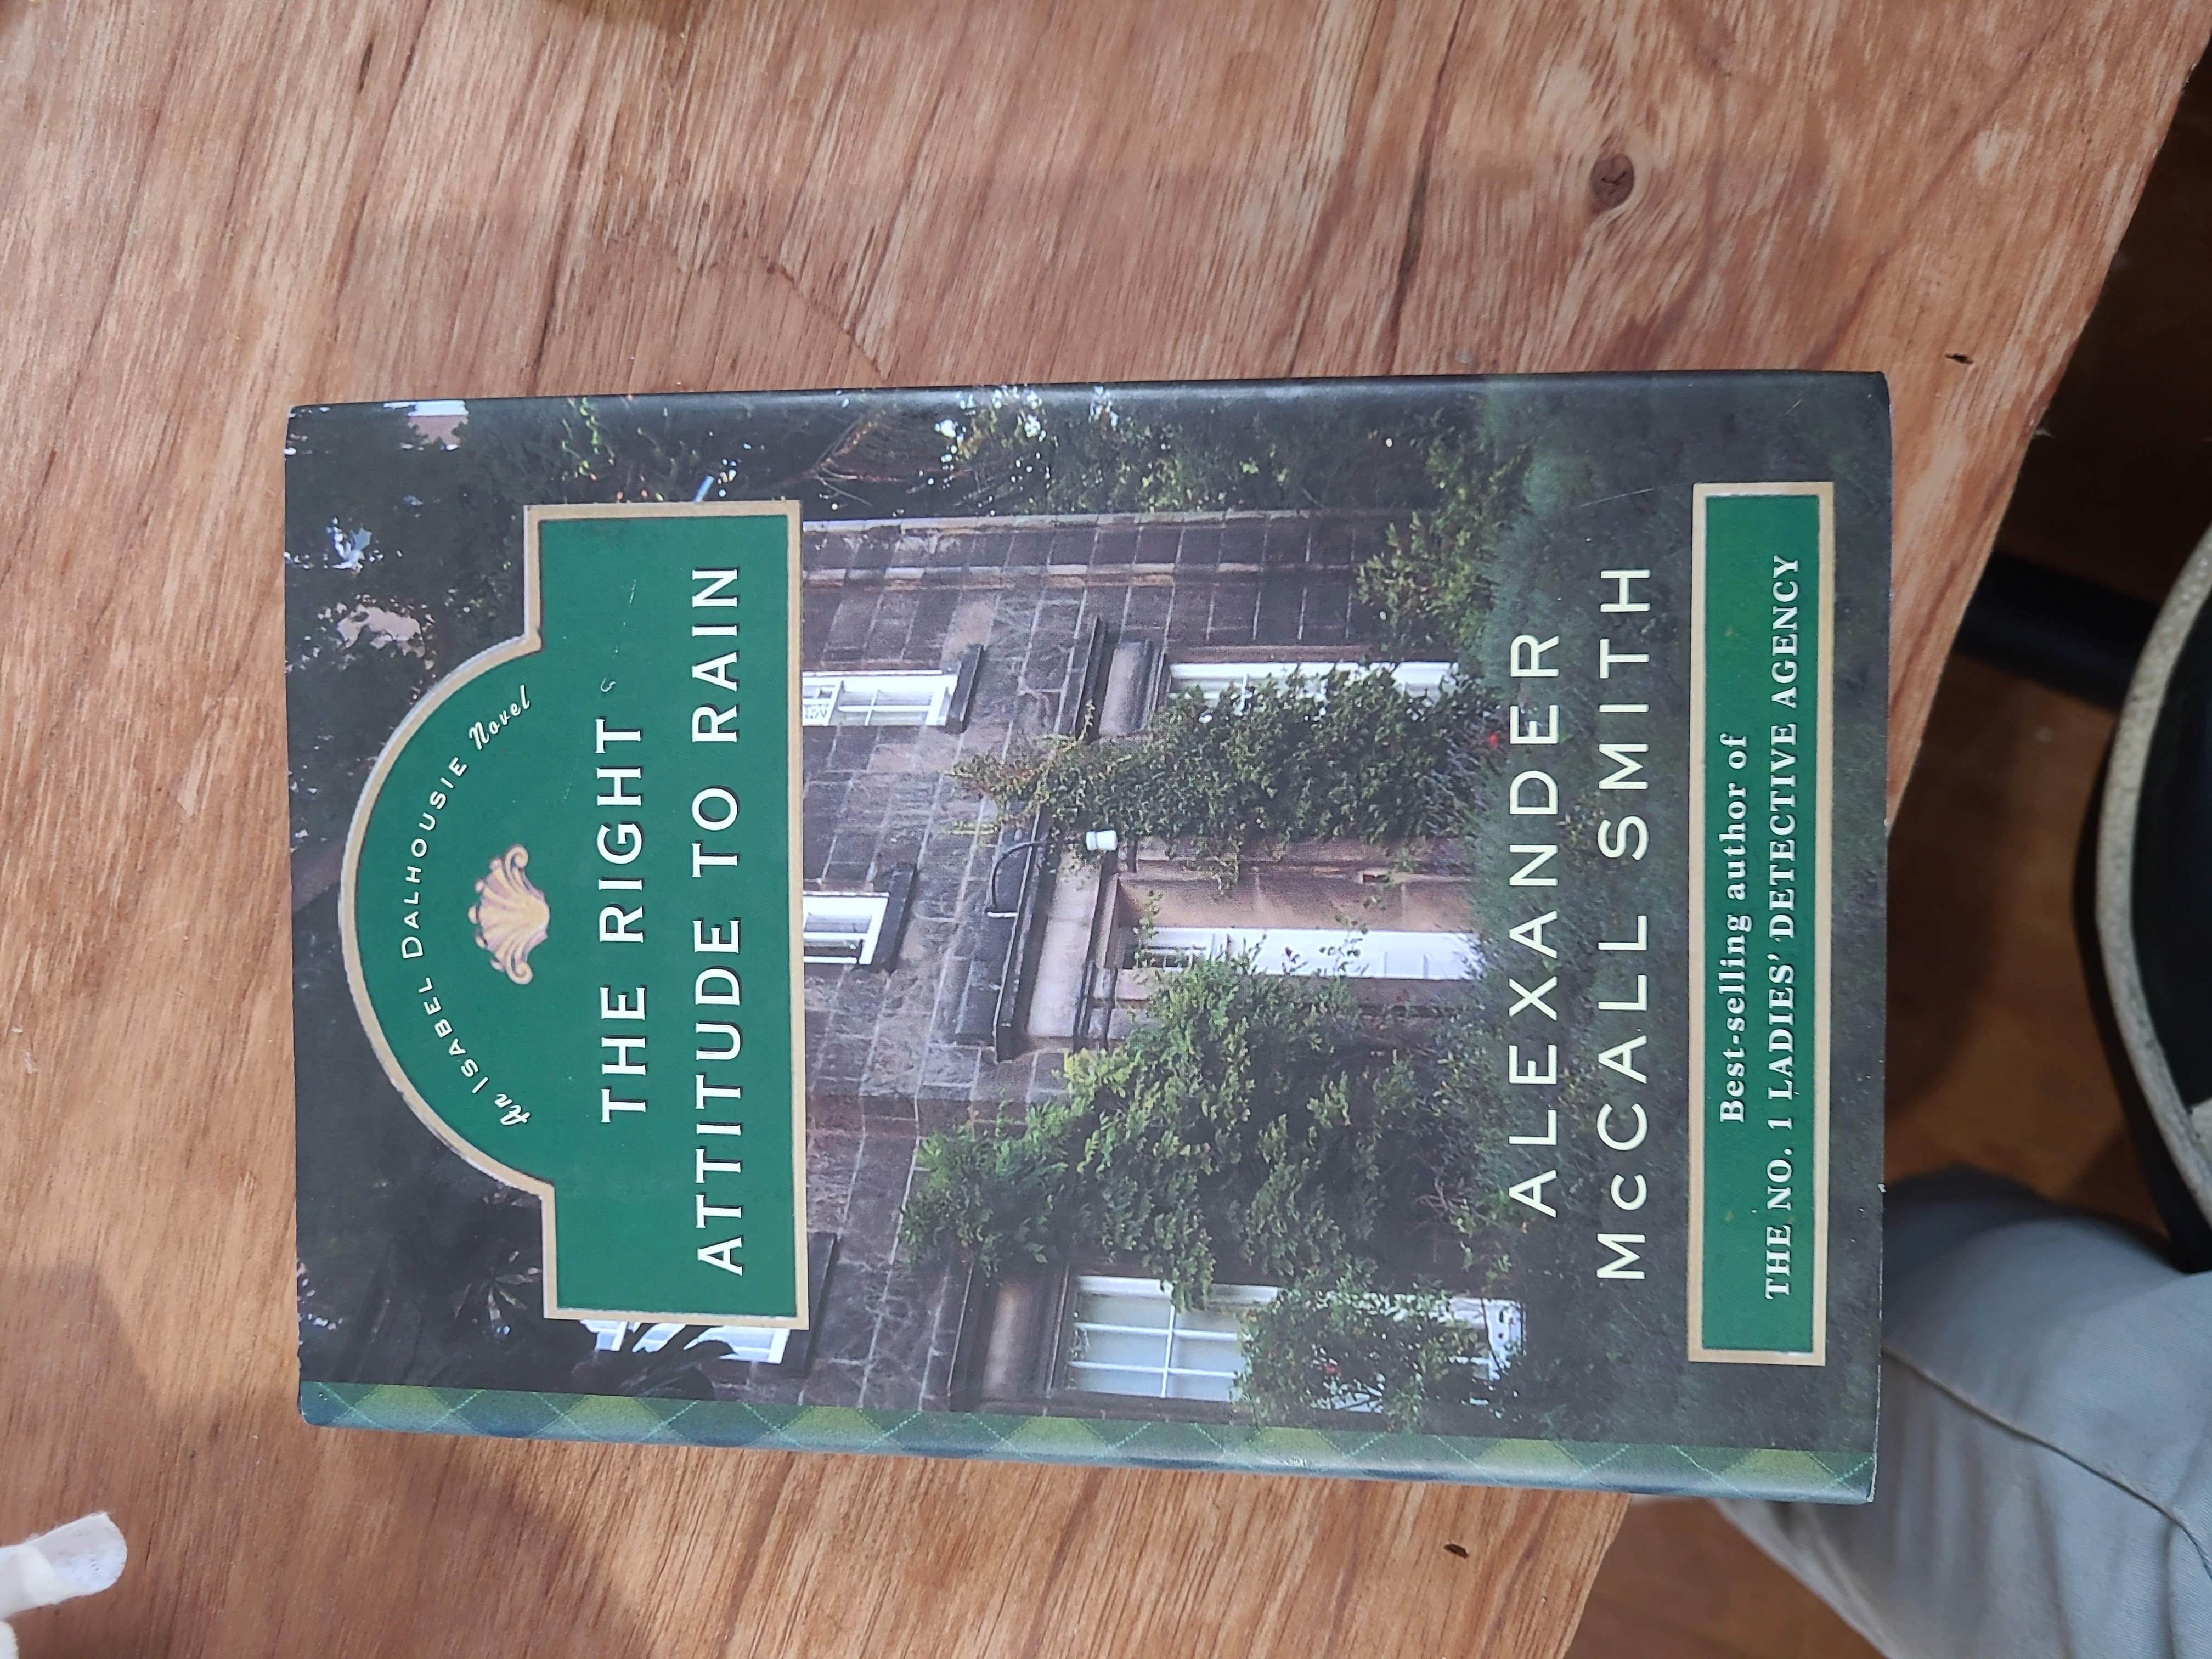 An ISABEL DALHOUSIE Novel
THE RIGHT
ATTITUDE TO RAIN
ALEXANDER
McCALL SMITH
Best-selling author of
THE NO. 1 LADIES' DETECTIVE AGENCY